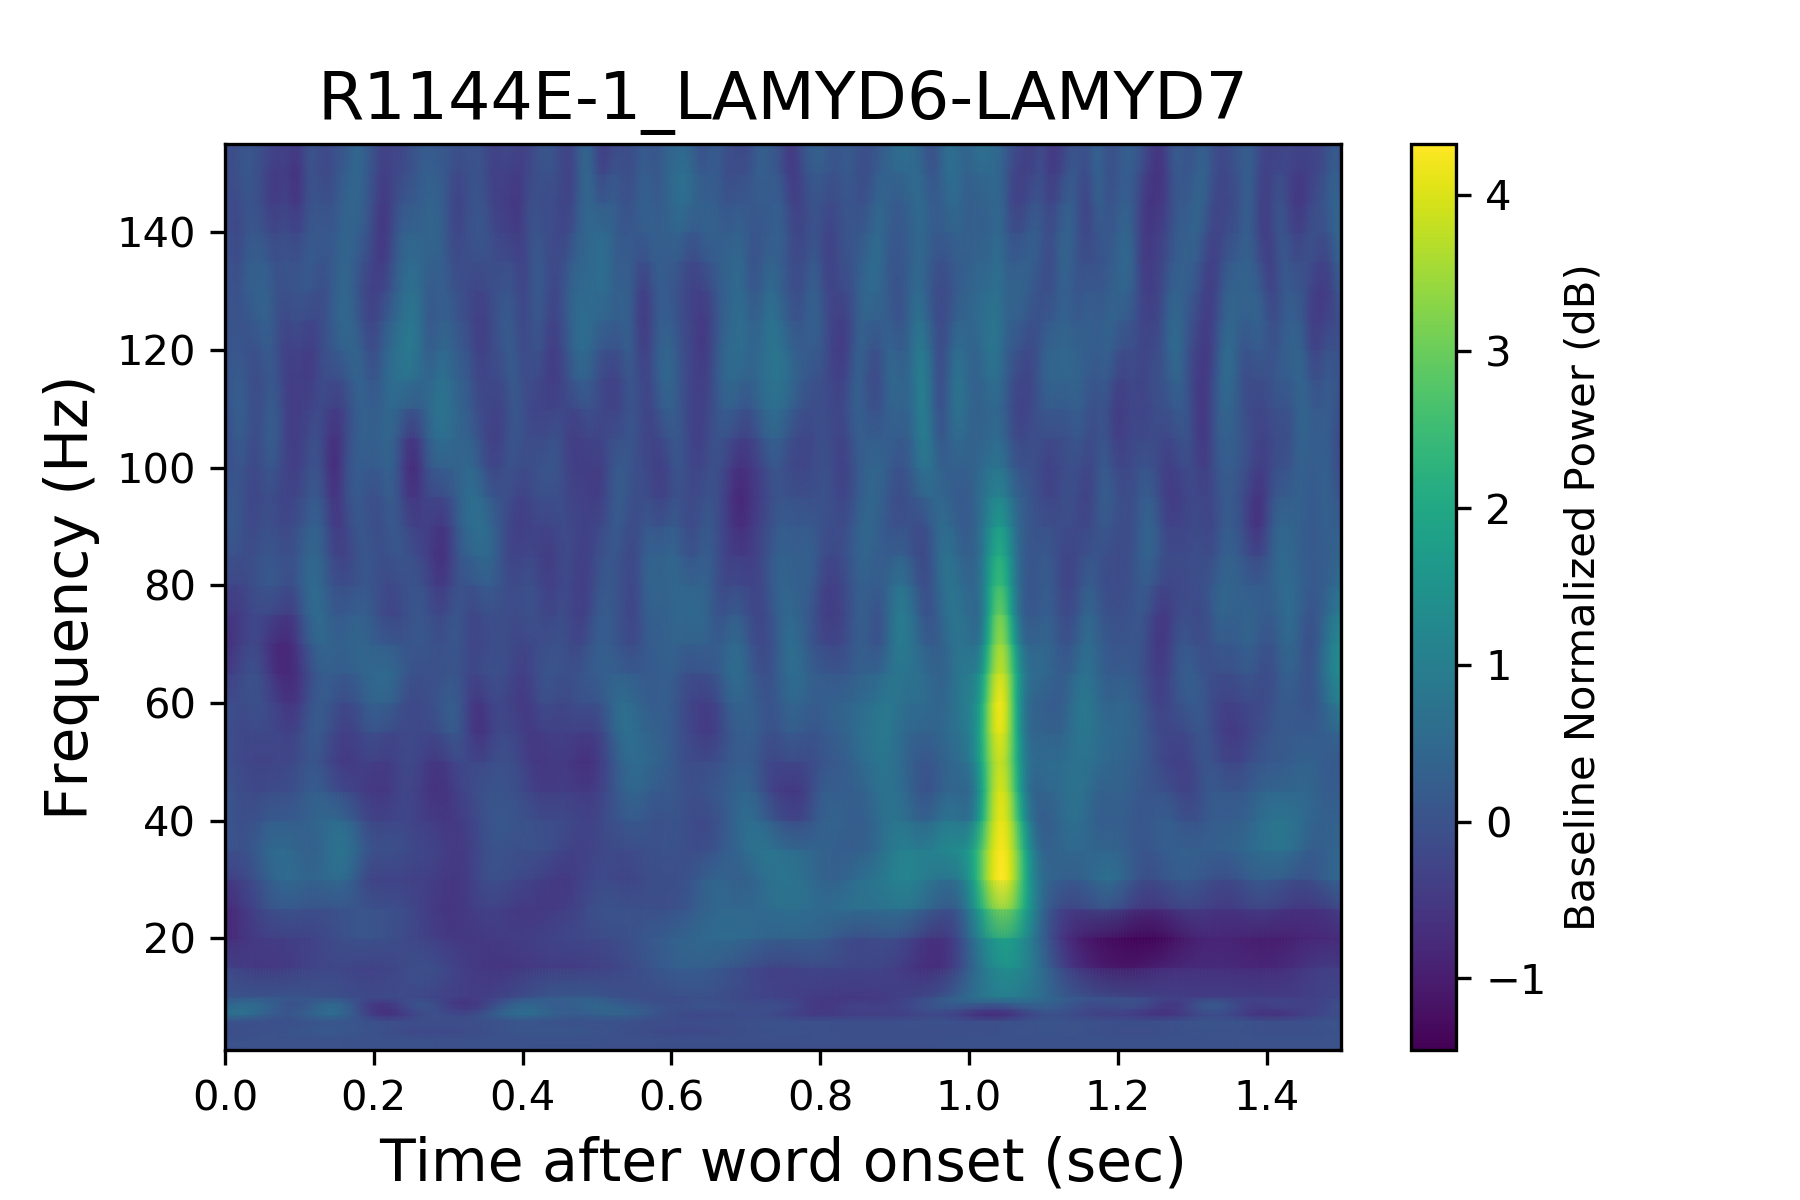 R1144E-1_LAMYD6-LAMYD7
Frequency (Hz)
140
120
100
80
60
40
20
0.0 0.2 0.4 0.6 0.8 1.0 1.2 1.4
Time after word onset (sec)
4
3
2
1
0
−1
Baseline Normalized Power (dB)